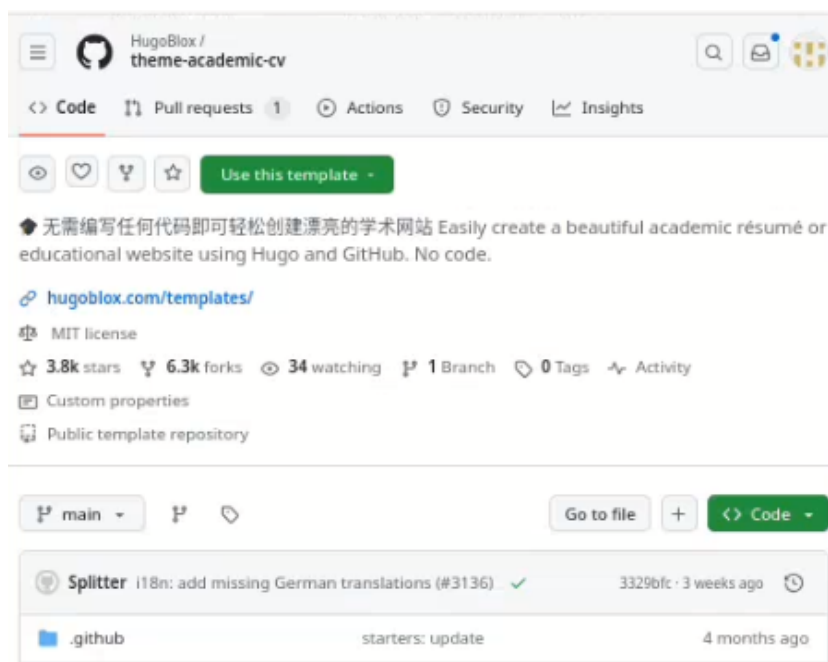 HugoBlox /
theme-academic-cv
Code Pull requests 1 Actions Security Insights
Use this template
无需编写任何代码即可轻松创建漂亮的学术网站 Easily create a beautiful academic résumé or
educational website using Hugo and GitHub. No code.
hugoblox.com/templates/
MIT license
3.8k stars 6.3k forks 34 watching 1 Branch 0 Tags Activity
Custom properties
Public template repository
main Go to file Code
Splitter i18n: add missing German translations (#3136) 3329bfc · 3 weeks ago
.github starters: update 4 months ago